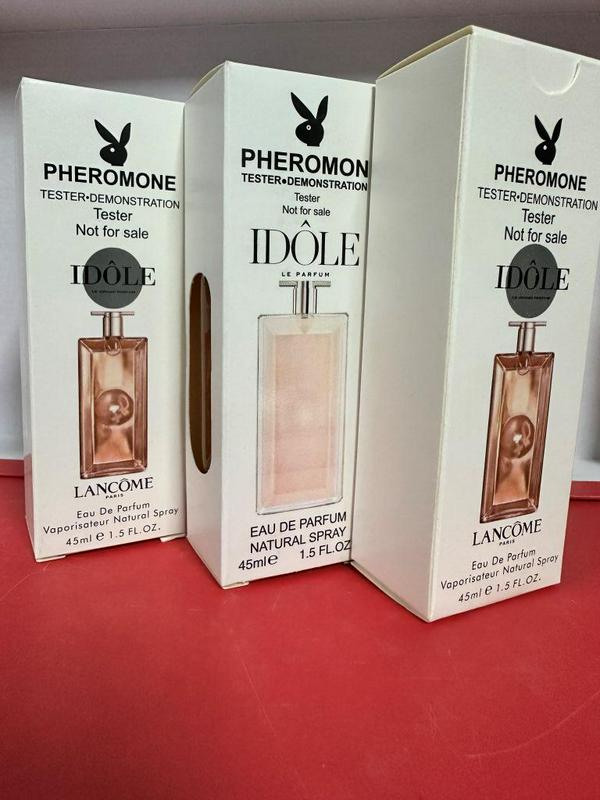 PHEROMONE
TESTER•DEMONSTRATION
Tester
Not for sale
IDÔLE
LANCÔME
PARIS
Eau De Parfum
Vaporisateur Natural Spray
45ml e 1.5 FL.OZ.
PHEROMON
TESTER•DEMONSTRATION
Tester
Not for sale
IDÔLE
LE PARFUM
EAU DE PARFUM
NATURAL SPRAY
45ml e 1.5 FL.OZ
PHEROMONE
TESTER•DEMONSTRATION
Tester
Not for sale
IDÔLE
LANCÔME
PARIS
Eau De Parfum
Vaporisateur Natural Spray
45ml e 1.5 FL.OZ.